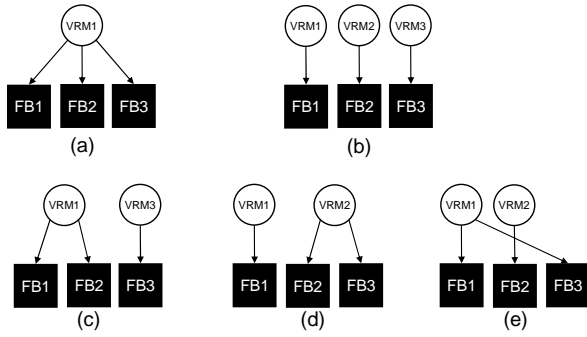 VRM1 VRM1 VRM2 VRM3
FB1 FB2 FB3 FB1 FB2 FB3
(a) (b)
VRM1 VRM3 VRM1 VRM2 VRM1 VRM2
FB1 FB2 FB3 FB1 FB2 FB3 FB1 FB2 FB3
(c) (d) (e)